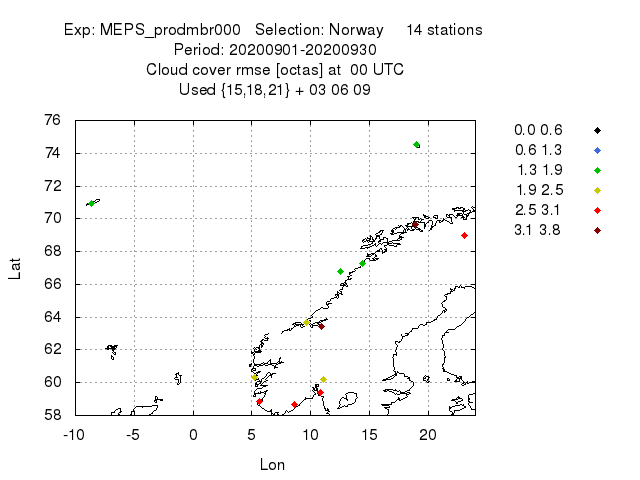 Exp: MEPS_prodmbr000 Selection: Norway 14 stations
Period: 20200901-20200930
Cloud cover rmse [octas] at 00 UTC
Used {15,18,21} + 03 06 09
76
74
72
70
68
66
64
62
60
58
Lat
-10 -5 0 5 10 15 20
Lon
0.0 0.6
0.6 1.3
1.3 1.9
1.9 2.5
2.5 3.1
3.1 3.8